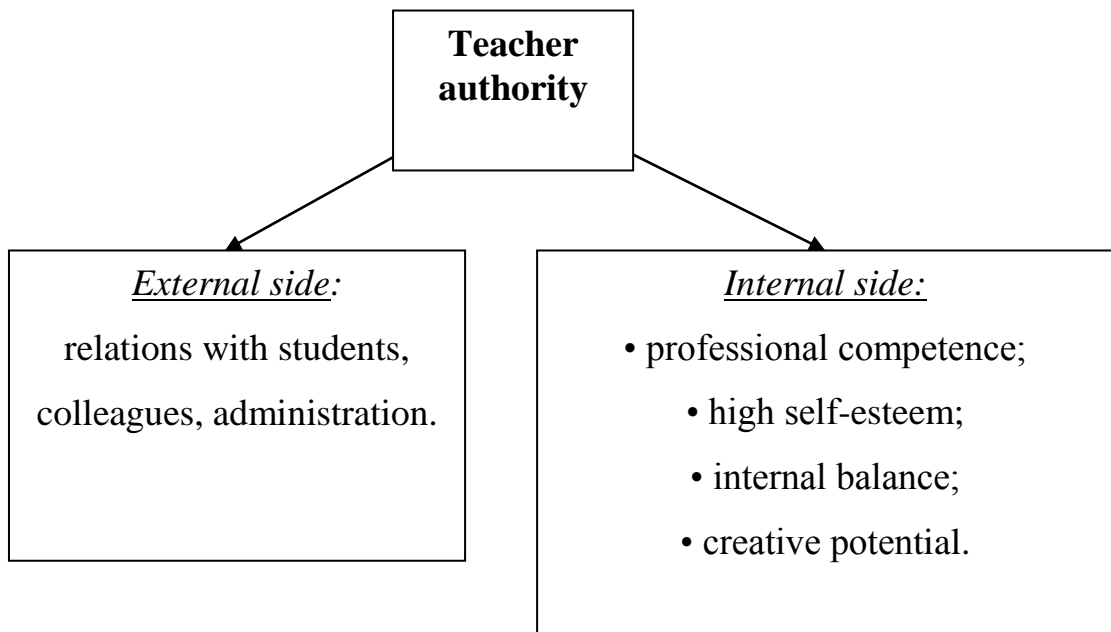 Teacher
authority
External side:
relations with students,
colleagues, administration.
Internal side:
• professional competence;
• high self-esteem;
• internal balance;
• creative potential.